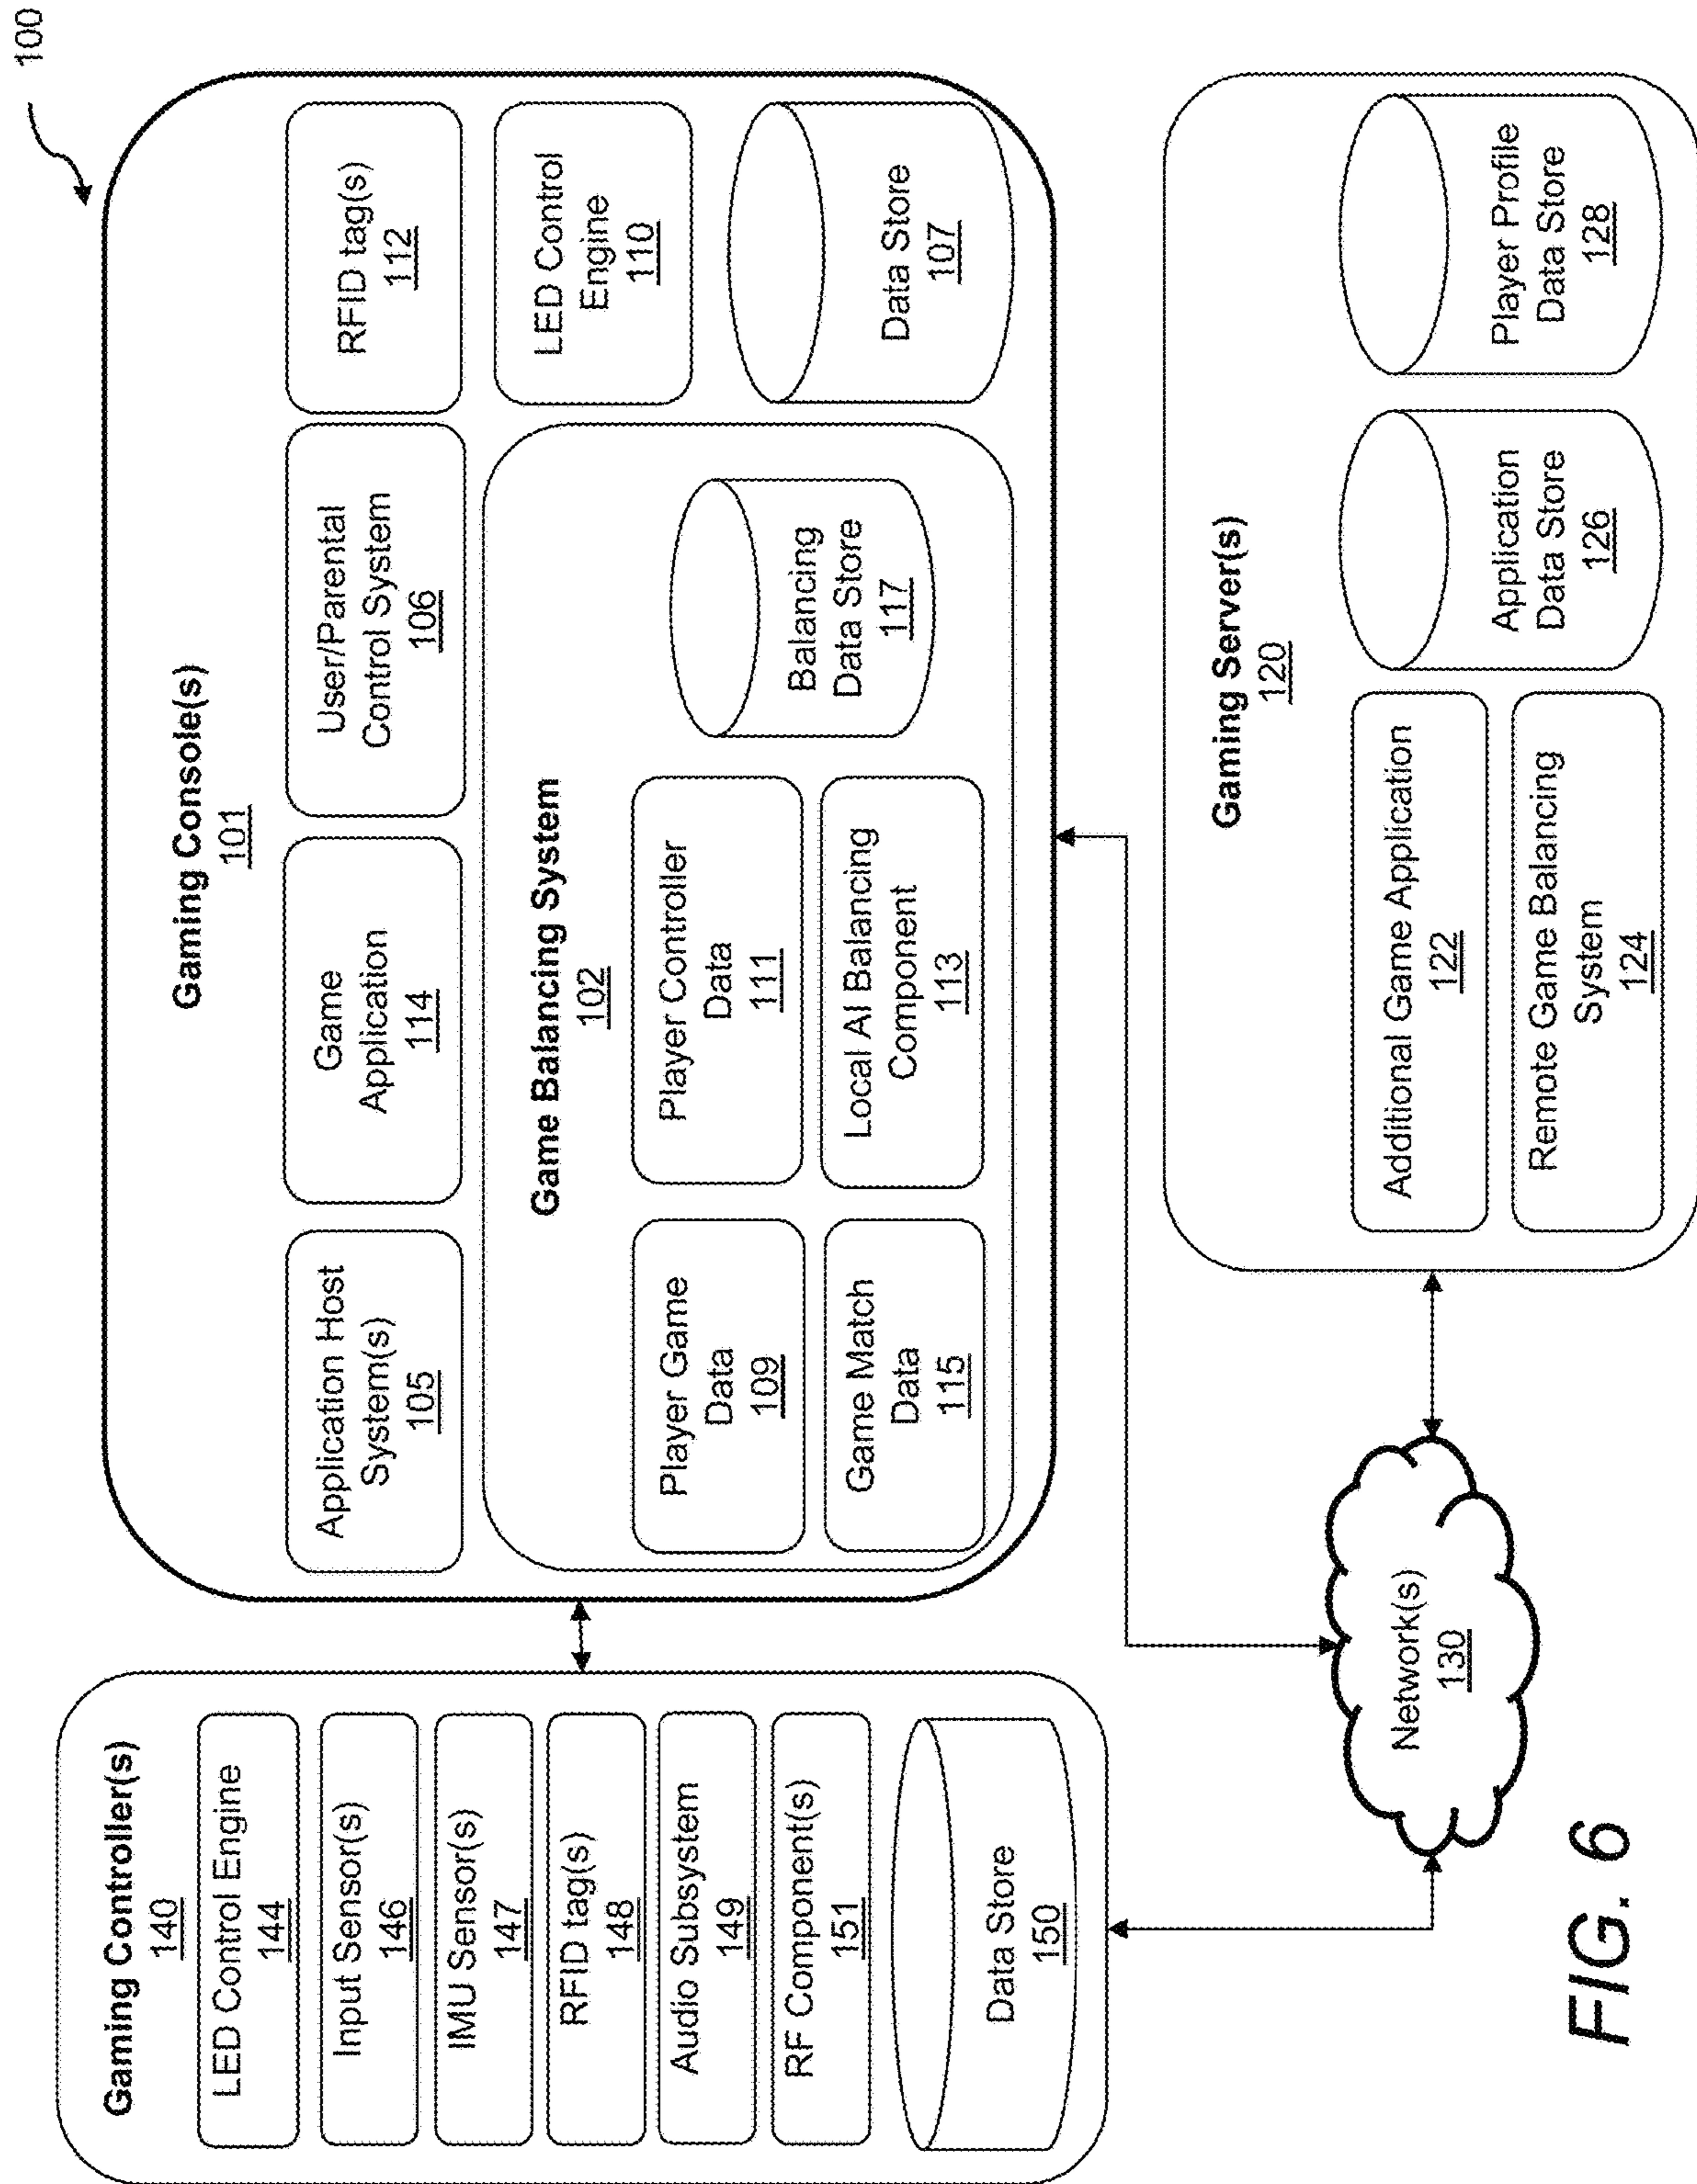 100
Gaming Controller(s)
140
LED Control Engine
144
Input Sensor(s)
146
IMU Sensor(s)
147
RFID tag(s)
148
Audio Subsystem
149
RF Component(s)
151
Data Store
150
Gaming Console(s)
101
Application Host
System(s)
105
Game
Application
114
User/Parental
Control System
106
RFID tag(s)
112
Game Balancing System
102
Player Game
Data
109
Player Controller
Data
111
Game Match
Data
115
Local AI Balancing
Component
113
Balancing
Data Store
117
LED Control
Engine
110
Data Store
107
Network(s)
130
Gaming Server(s)
120
Additional Game Application
122
Remote Game Balancing
System
124
Application
Data Store
126
Player Profile
Data Store
128
FIG. 6